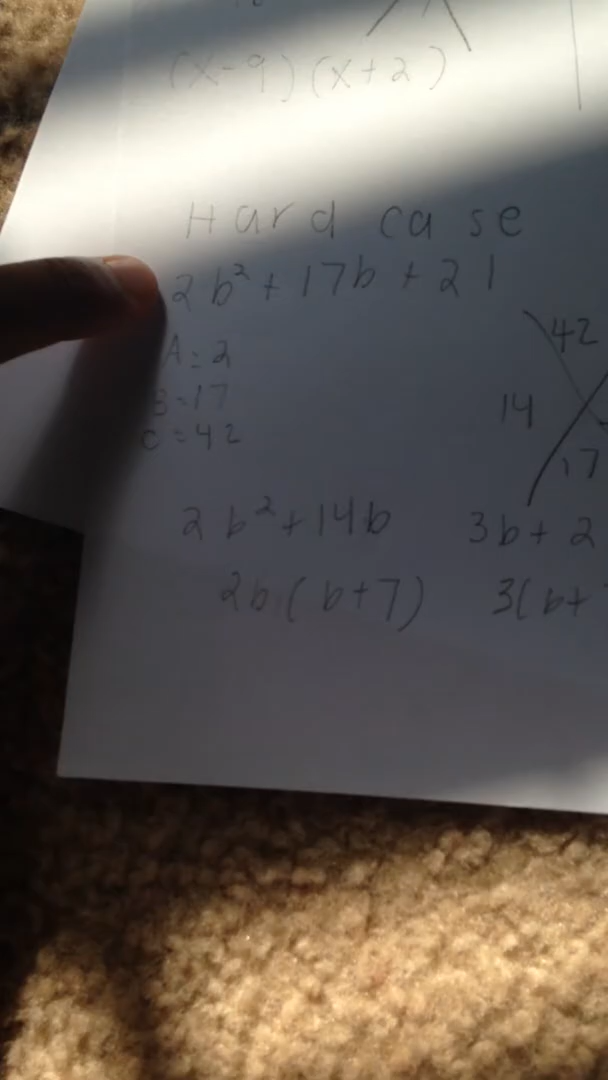 (x-9)(x+2)
Hard case
2b²+17b+21
A=2
B=17
C=42
42
14
17
2b²+14b 3b+2
2b(b+7) 3(b+